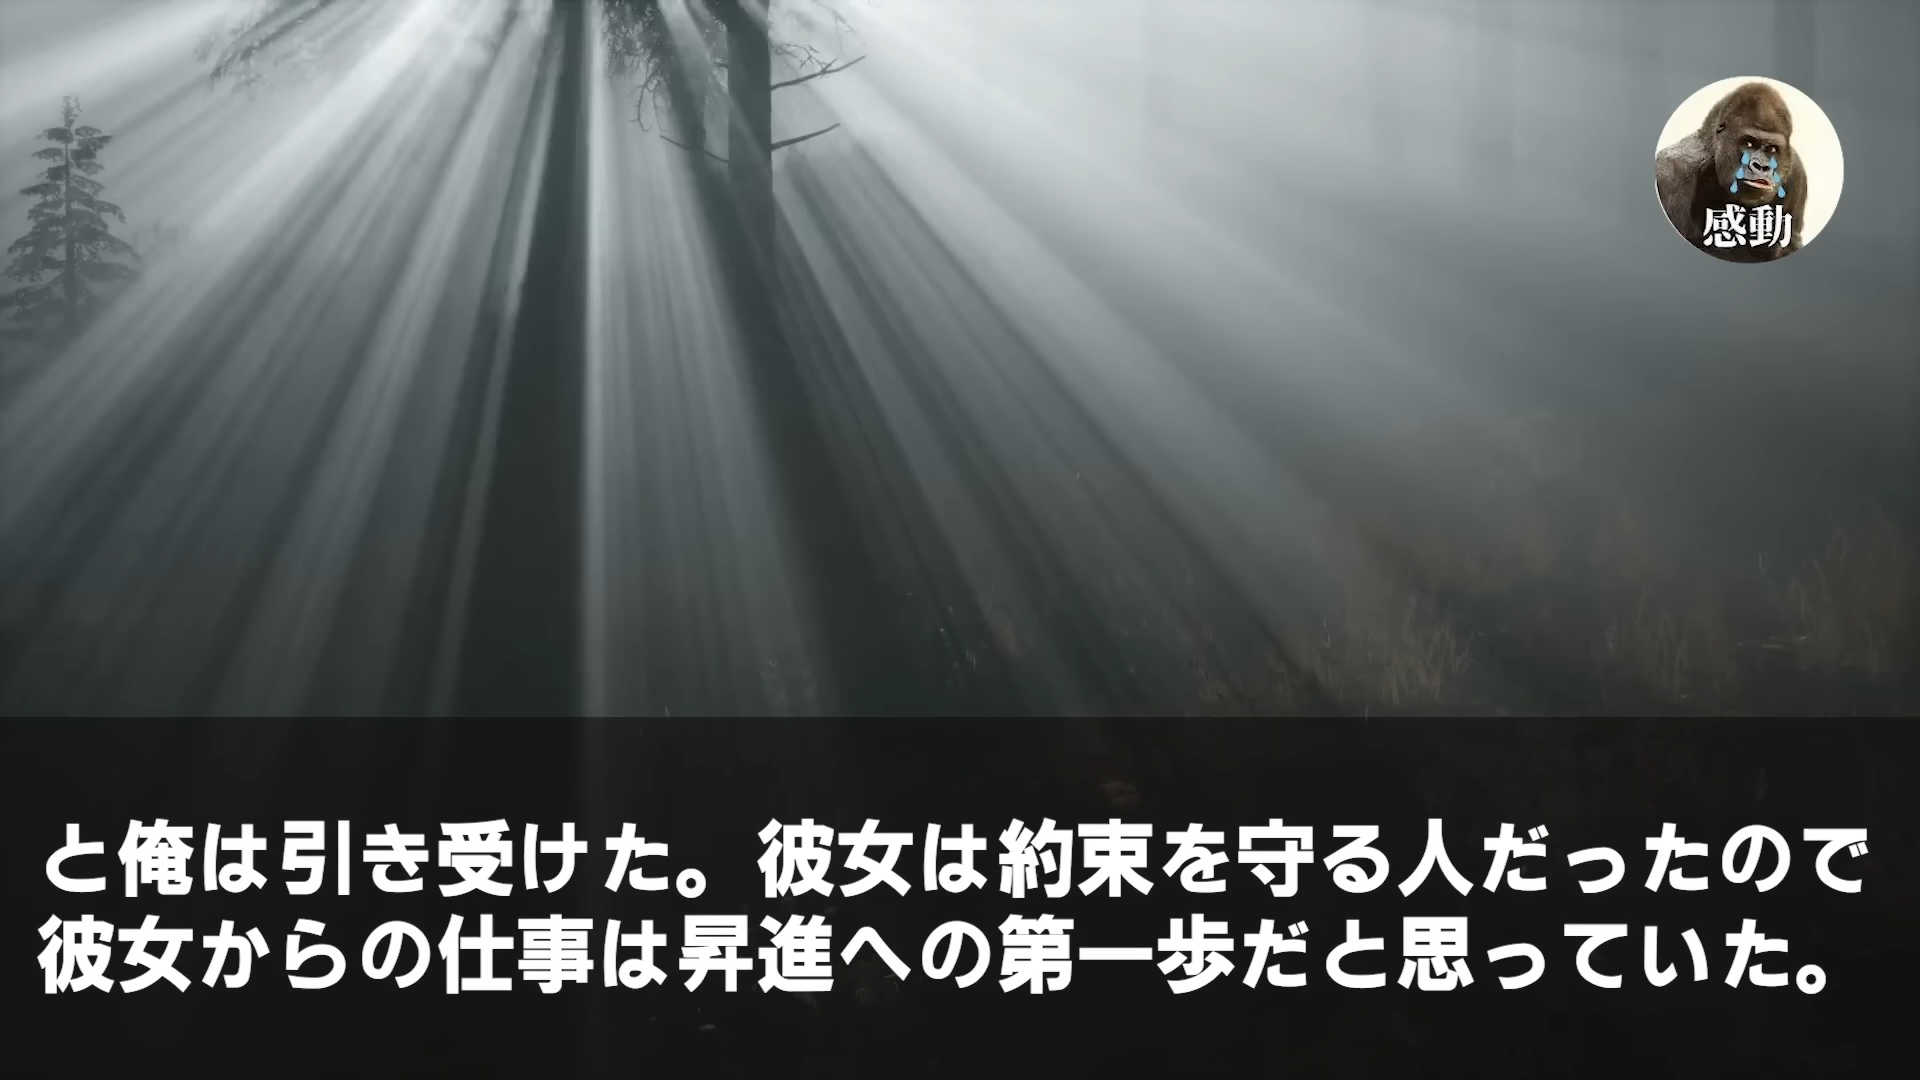 感動
と俺は引き受けた。彼女は約束を守る人だったので
彼女からの仕事は昇進への第一歩だと思っていた。